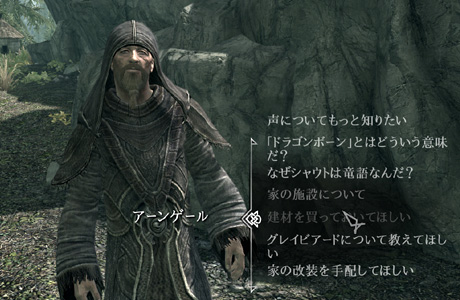 声についてもっと知りたい
「ドラゴンボーン」とはどういう意味
だ？
なぜシャウトは竜語なんだ？
家の施設について
アーンゲール
建材を買っておいてほしい
グレイビアードについて教えてほし
い
家の改装を手配してほしい